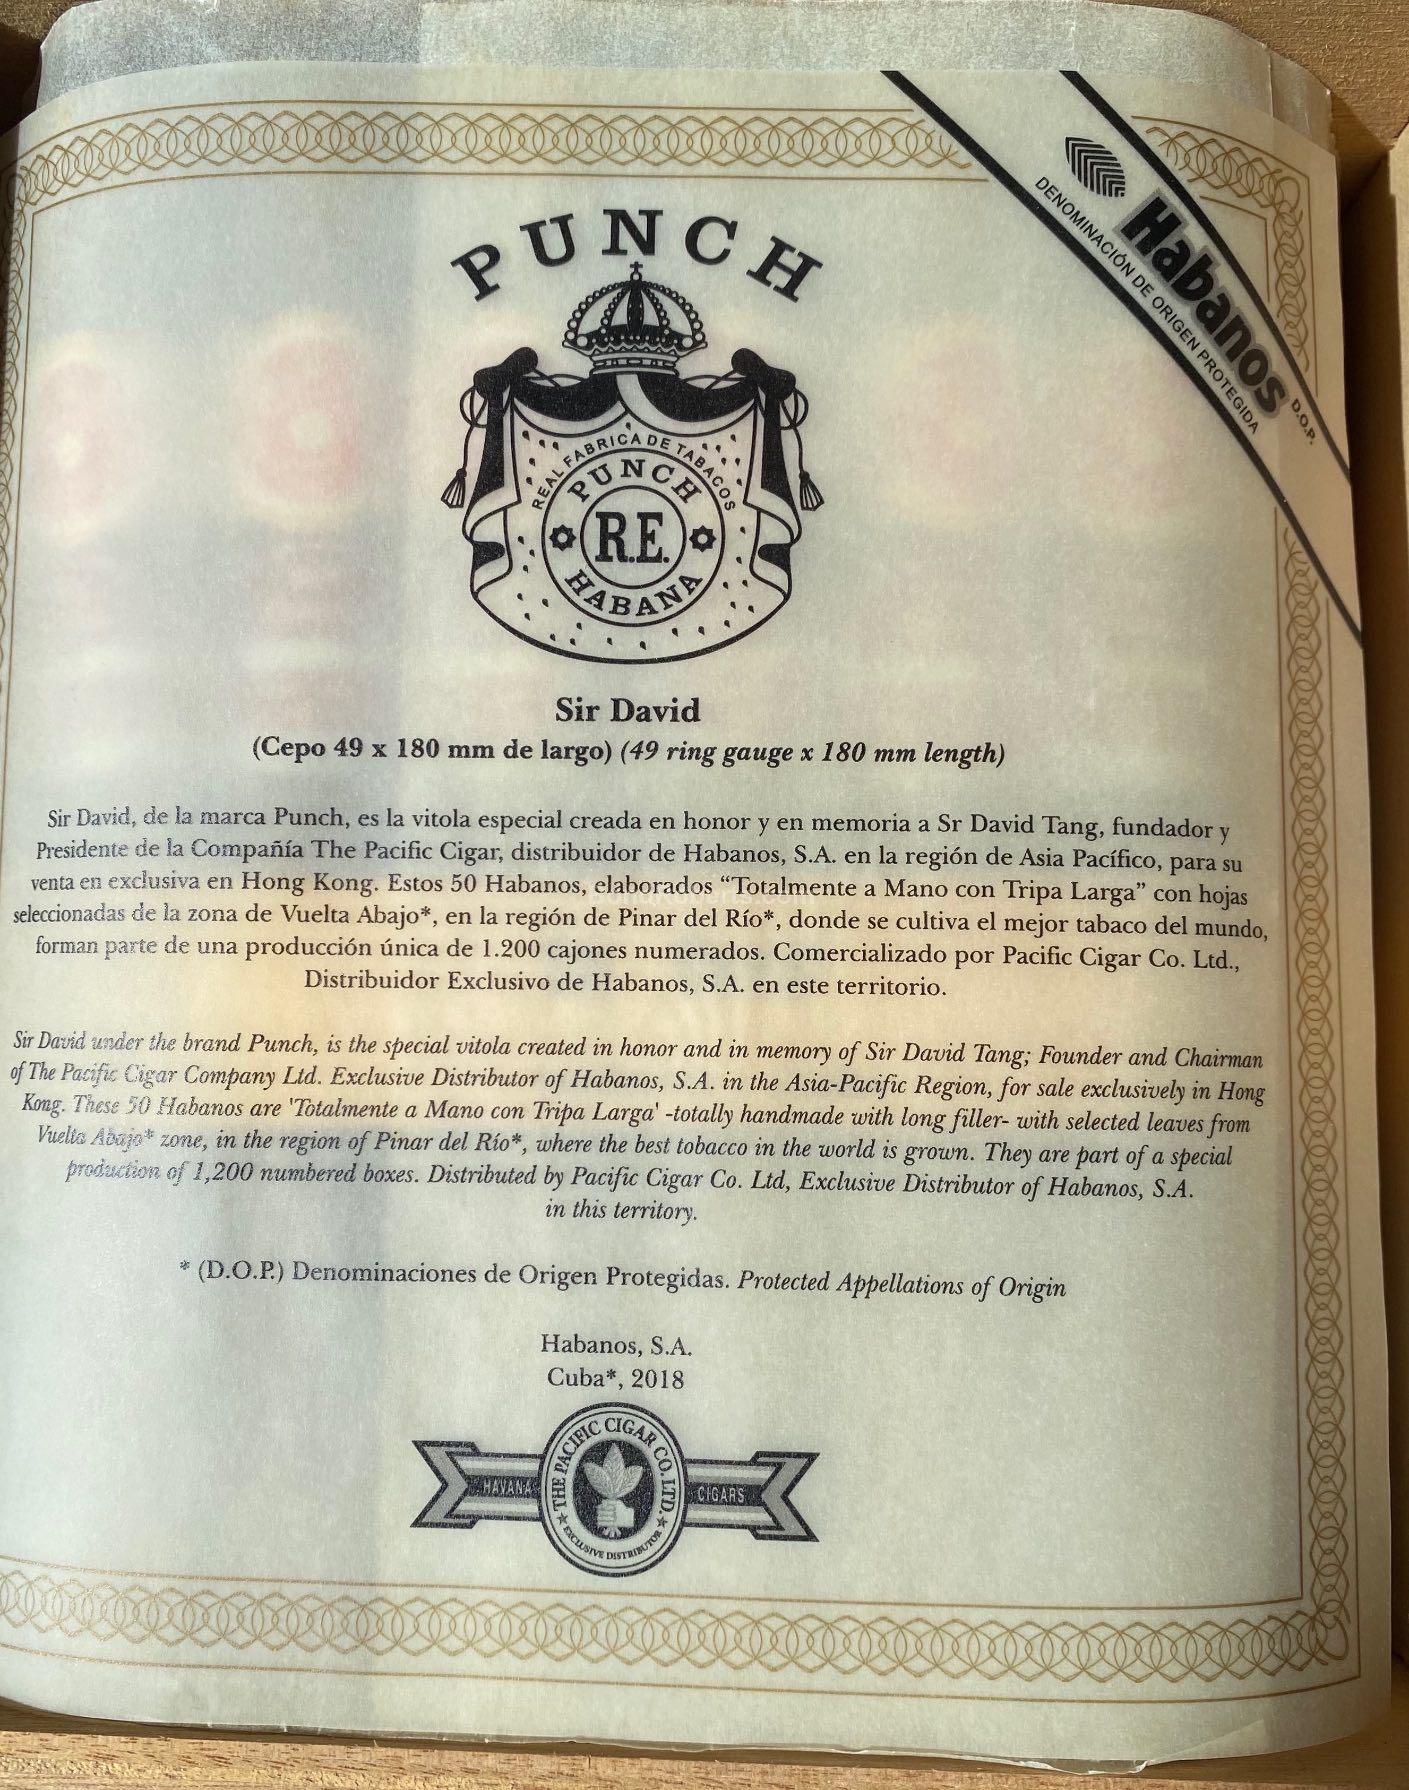 PUNCH
Habanos D.O.P.
DENOMINACIÓN DE ORIGEN PROTEGIDA
REAL FABRICA DE TABACOS
PUNCH
R.E.
HABANA
Sir David
(Cepo 49 x 180 mm de largo) (49 ring gauge x 180 mm length)
Sir David, de la marca Punch, es la vitola especial creada en honor y en memoria a Sr David Tang, fundador y
Presidente de la Compañía The Pacific Cigar, distribuidor de Habanos, S.A. en la región de Asia Pacífico, para su
venta en exclusiva en Hong Kong. Estos 50 Habanos, elaborados “Totalmente a Mano con Tripa Larga” con hojas
seleccionadas de la zona de Vuelta Abajo*, en la región de Pinar del Río*, donde se cultiva el mejor tabaco del mundo,
forman parte de una producción única de 1.200 cajones numerados. Comercializado por Pacific Cigar Co. Ltd.,
Distribuidor Exclusivo de Habanos, S.A. en este territorio.
Sir David under the brand Punch, is the special vitola created in honor and in memory of Sir David Tang; Founder and Chairman
of The Pacific Cigar Company Ltd. Exclusive Distributor of Habanos, S.A. in the Asia-Pacific Region, for sale exclusively in Hong
Kong. These 50 Habanos are 'Totalmente a Mano con Tripa Larga' -totally handmade with long filler- with selected leaves from
Vuelta Abajo* zone, in the region of Pinar del Río*, where the best tobacco in the world is grown. They are part of a special
production of 1,200 numbered boxes. Distributed by Pacific Cigar Co. Ltd, Exclusive Distributor of Habanos, S.A.
in this territory.
* (D.O.P.) Denominaciones de Origen Protegidas. Protected Appellations of Origin
Habanos, S.A.
Cuba*, 2018
THE PACIFIC CIGAR CO. LTD.
HAVANA CIGARS
EXCLUSIVE DISTRIBUTOR